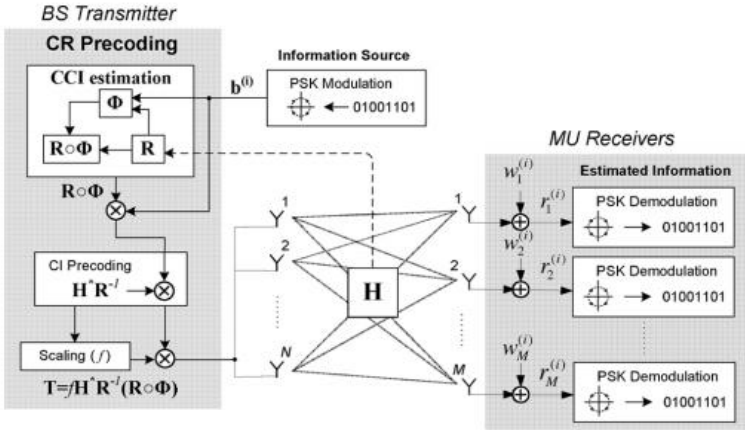 BS Transmitter
CR Precoding
CCI estimation
Φ
R∘Φ
R
R∘Φ
CI Precoding
H*R⁻¹
Scaling (f)
T=fH*R⁻¹(R∘Φ)
b⁽ⁱ⁾
Information Source
PSK Modulation
01001101
1
2
N
H
1
2
M
MU Receivers
Estimated Information
w₁⁽ⁱ⁾
r₁⁽ⁱ⁾
PSK Demodulation
01001101
w₂⁽ⁱ⁾
r₂⁽ⁱ⁾
PSK Demodulation
01001101
w_M⁽ⁱ⁾
r_M⁽ⁱ⁾
PSK Demodulation
01001101